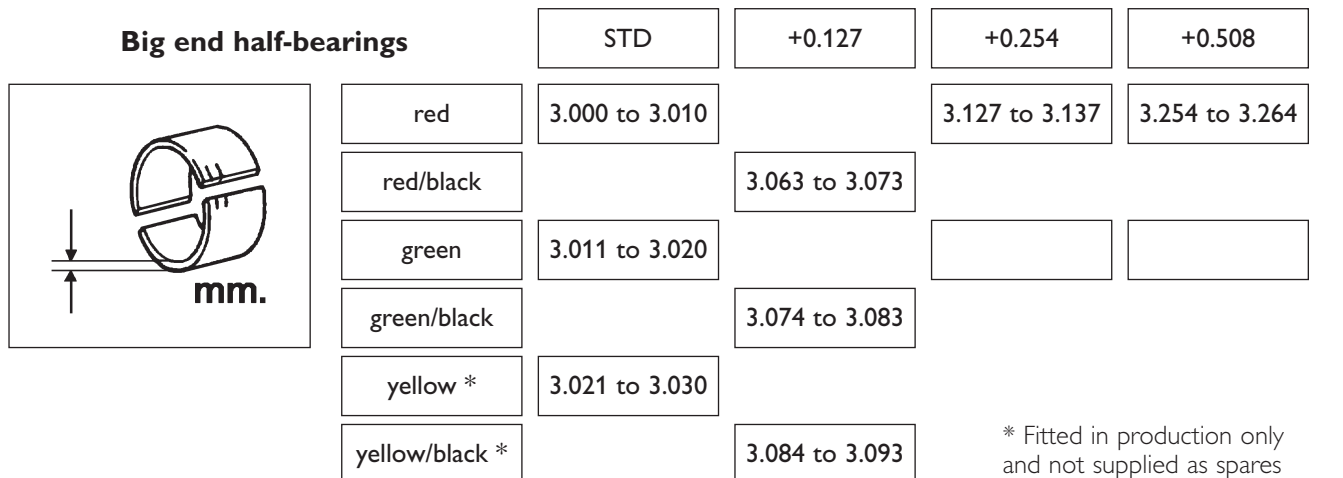 Big end half-bearings STD +0.127 +0.254 +0.508
red 3.000 to 3.010 3.127 to 3.137 3.254 to 3.264
red/black 3.063 to 3.073
green 3.011 to 3.020
mm.
green/black 3.074 to 3.083
yellow * 3.021 to 3.030
yellow/black * 3.084 to 3.093
* Fitted in production only
and not supplied as spares